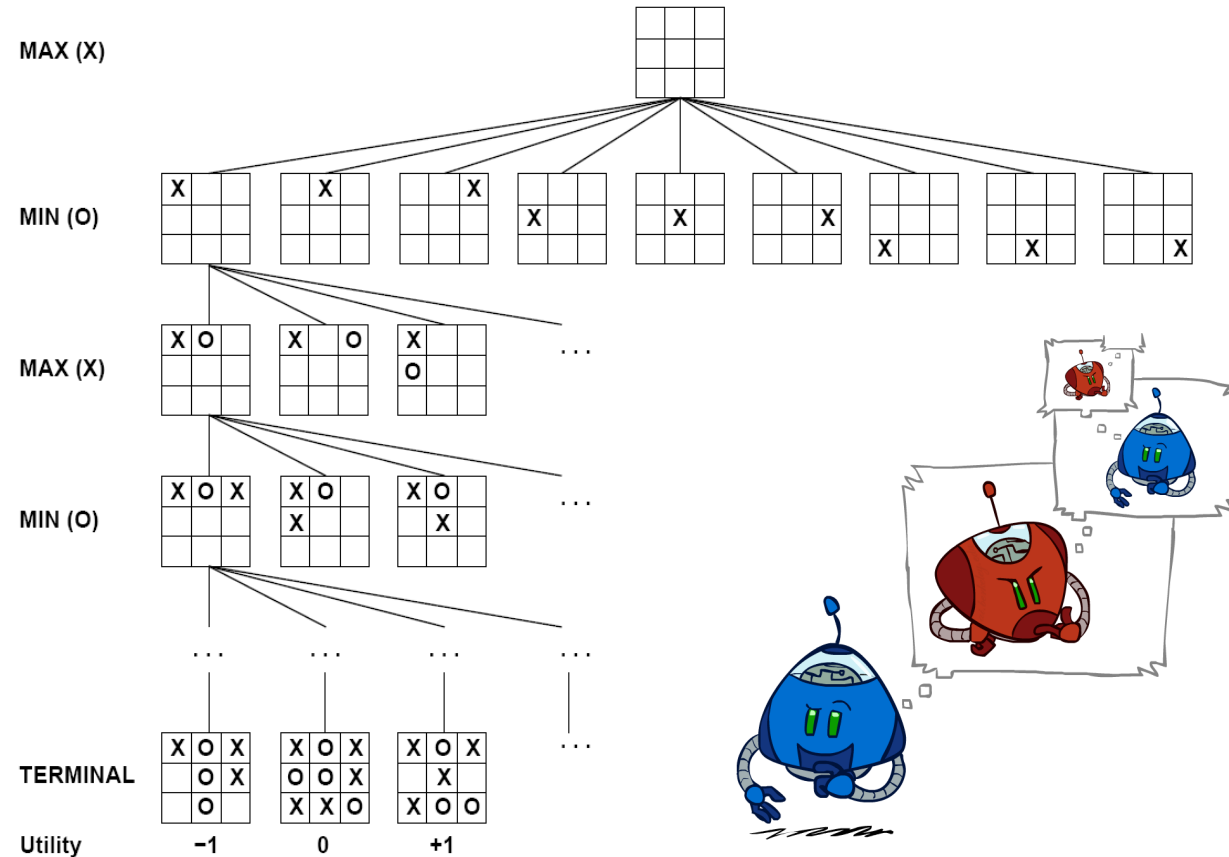 MAX (X)
X X X X X X X X X
MIN (O)
X O X O X
MAX (X)
O
...
X O X X O X O
MIN (O)
X X
...
... ... ... ...
X O X X O X X O X
...
TERMINAL
O X O O X X
O X X O X O O
Utility
−1 0 +1